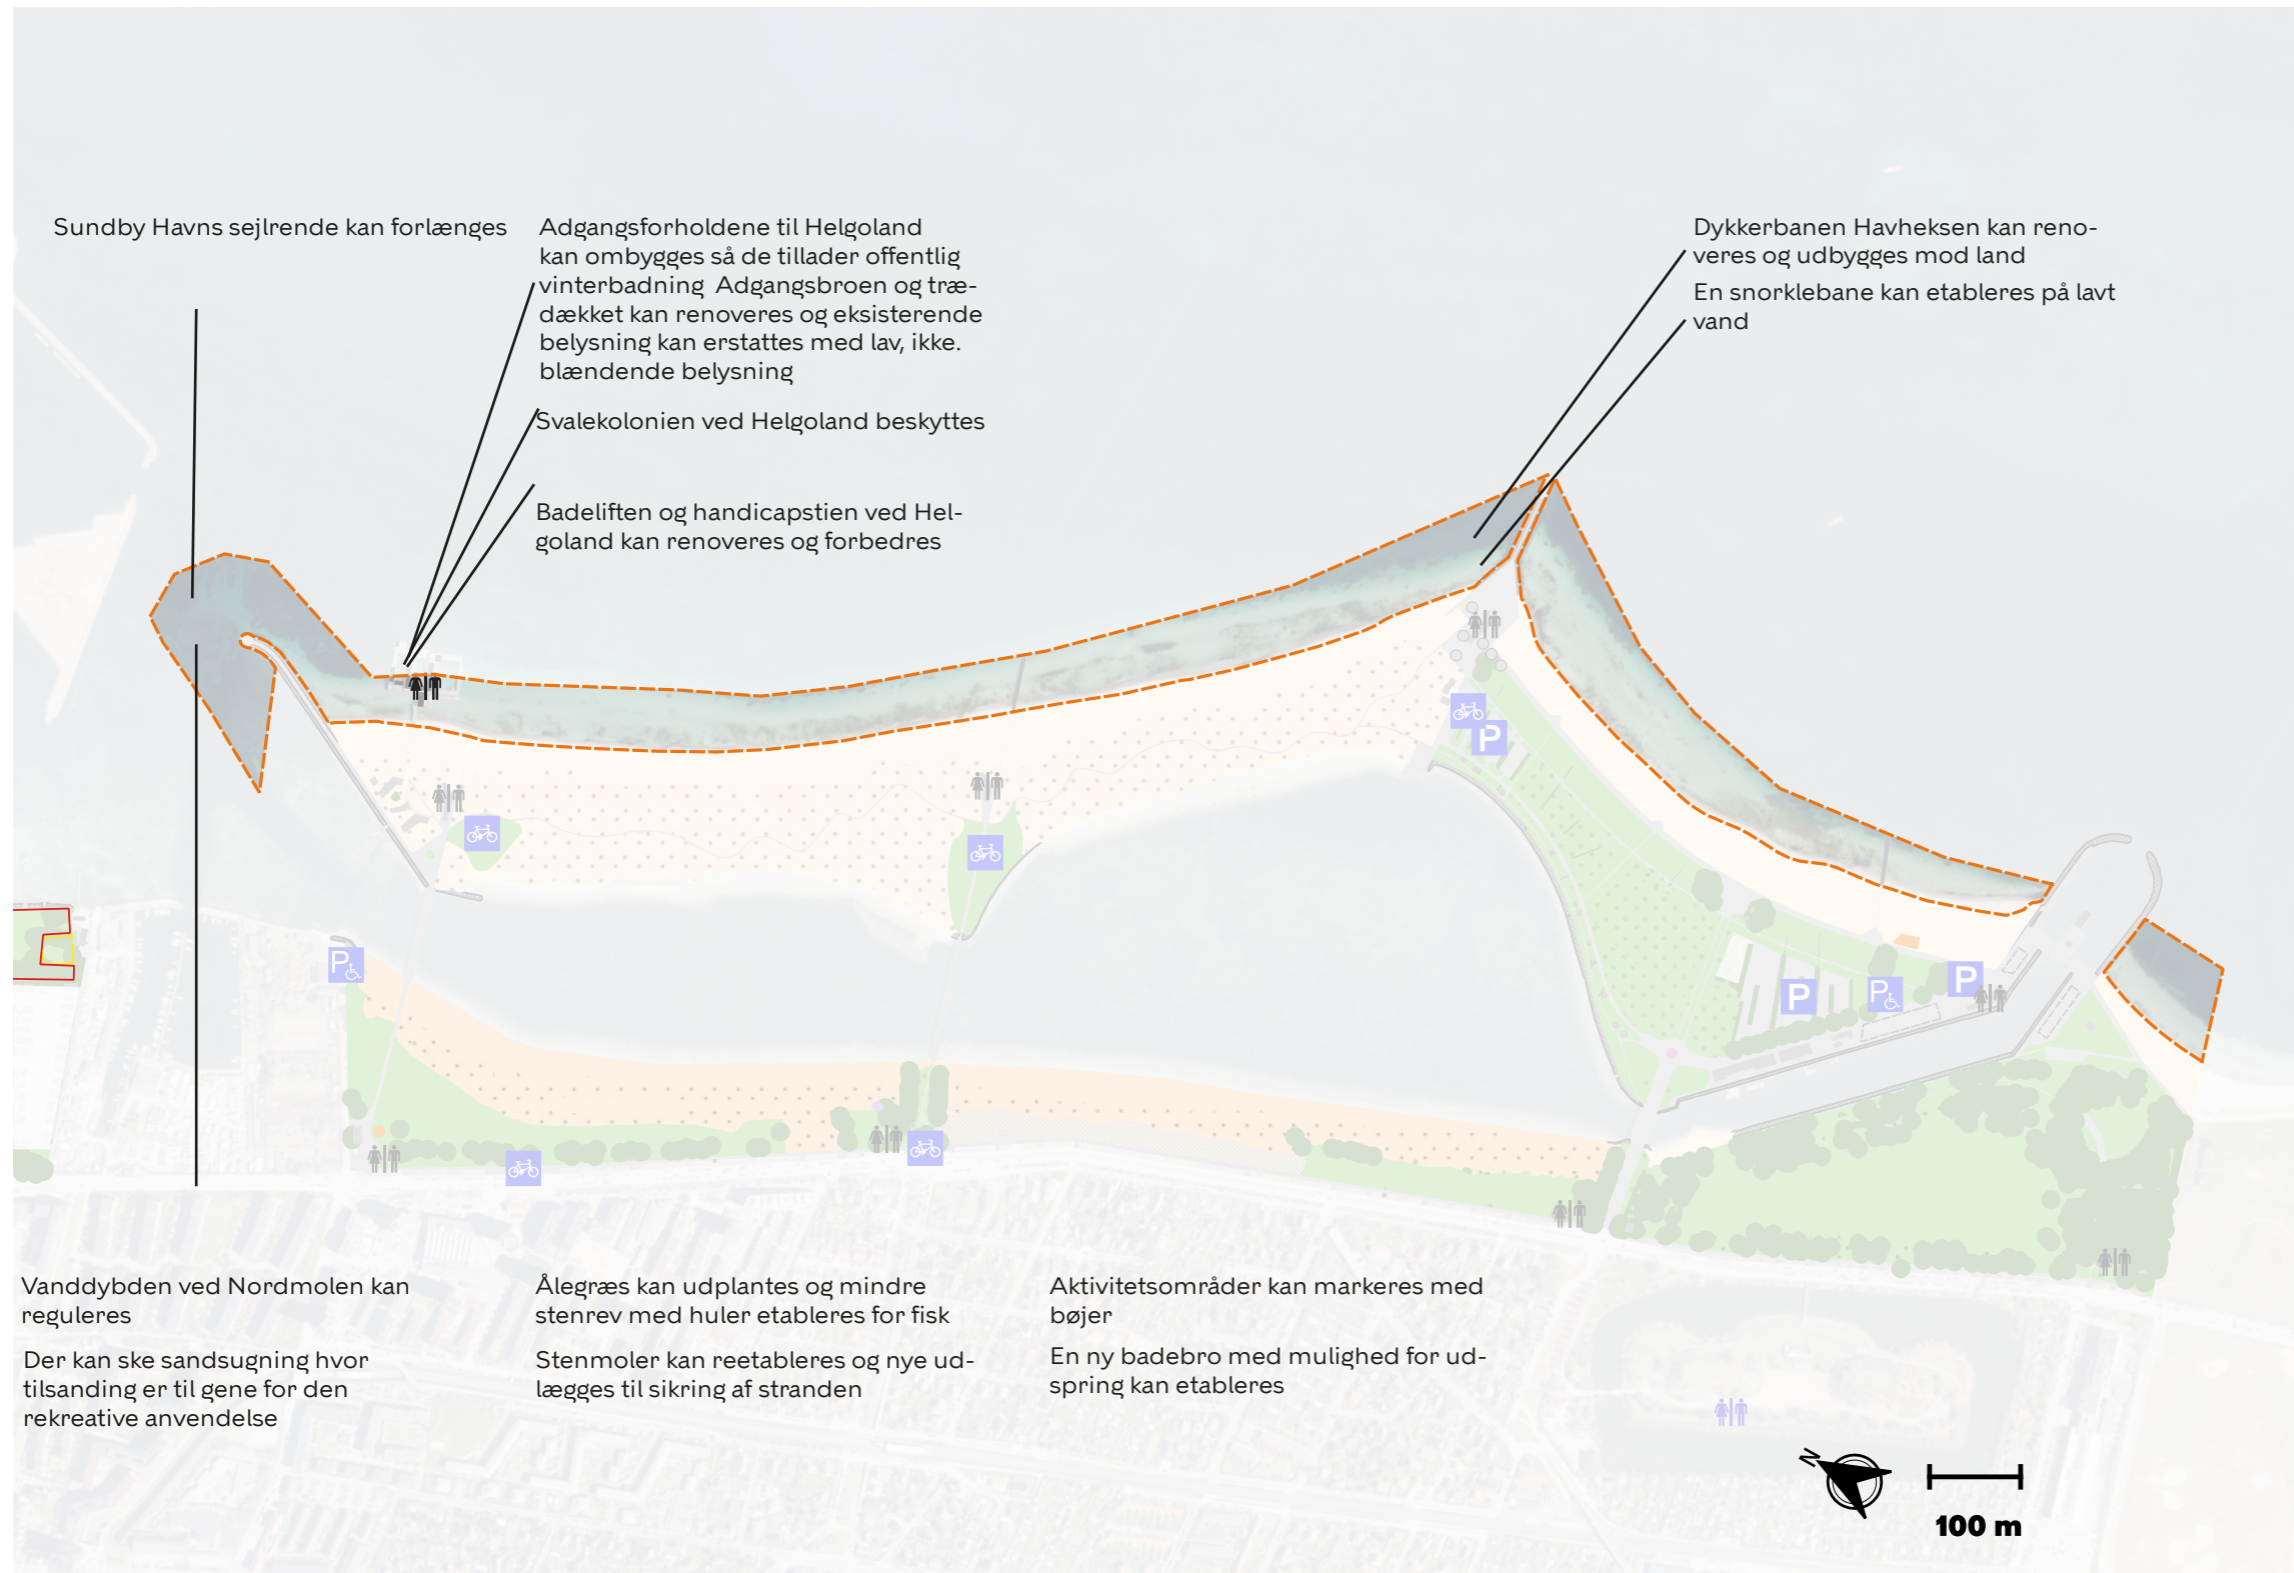 Sundby Havns sejlrende kan forlænges
Adgangsforholdene til Helgoland
kan ombygges så de tillader offentlig
vinterbadning  Adgangsbroen og træ-
dækket kan renoveres og eksisterende
belysning kan erstattes med lav, ikke.
blændende belysning
Svalekolonien ved Helgoland beskyttes
Badeliften og handicapstien ved Hel-
goland kan renoveres og forbedres
Dykkerbanen Havheksen kan reno-
veres og udbygges mod land
En snorklebane kan etableres på lavt
vand
P
P
P
P
P
Vanddybden ved Nordmolen kan
reguleres
Der kan ske sandsugning hvor
tilsanding er til gene for den
rekreative anvendelse
Ålegræs kan udplantes og mindre
stenrev med huler etableres for fisk
Stenmoler kan reetableres og nye ud-
lægges til sikring af stranden
Aktivitetsområder kan markeres med
bøjer
En ny badebro med mulighed for ud-
spring kan etableres
N
100 m